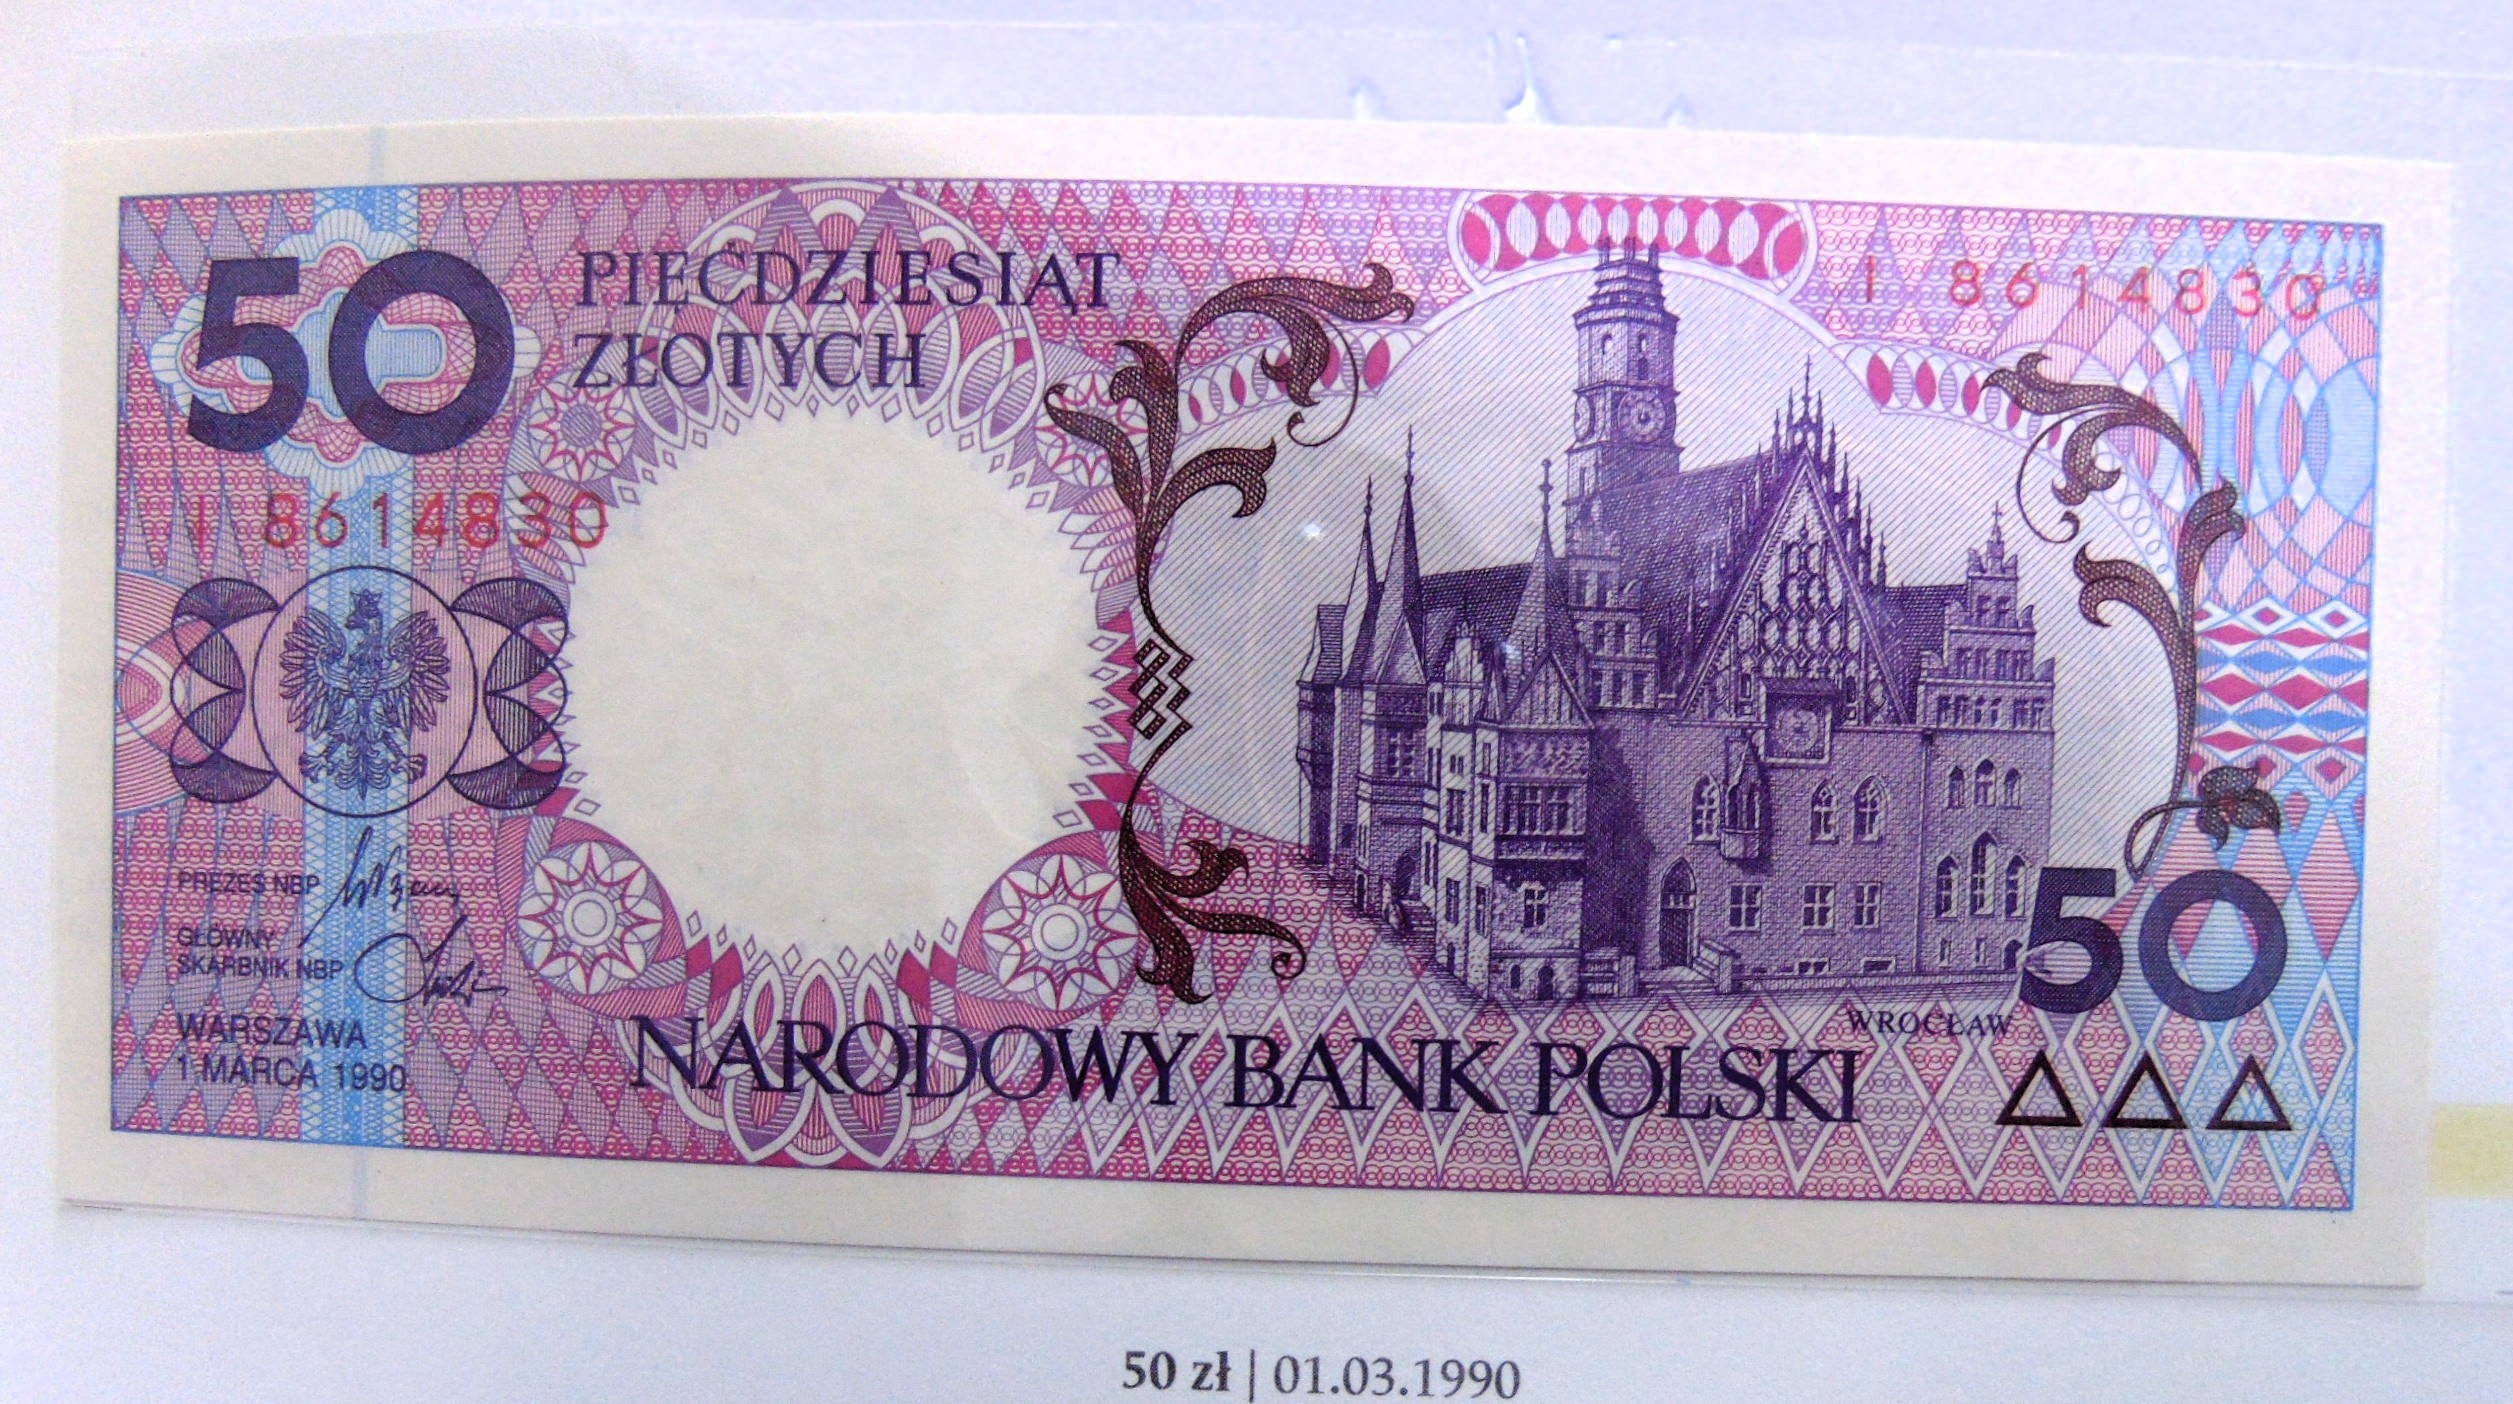 50
PIĘĆDZIESIĄT
ZŁOTYCH
I 8614830
I 8614830
PREZES NBP
GŁÓWNY
SKARBNIK NBP
WARSZAWA
1 MARCA 1990
WROCŁAW
50
NARODOWY BANK POLSKI
50 zł | 01.03.1990